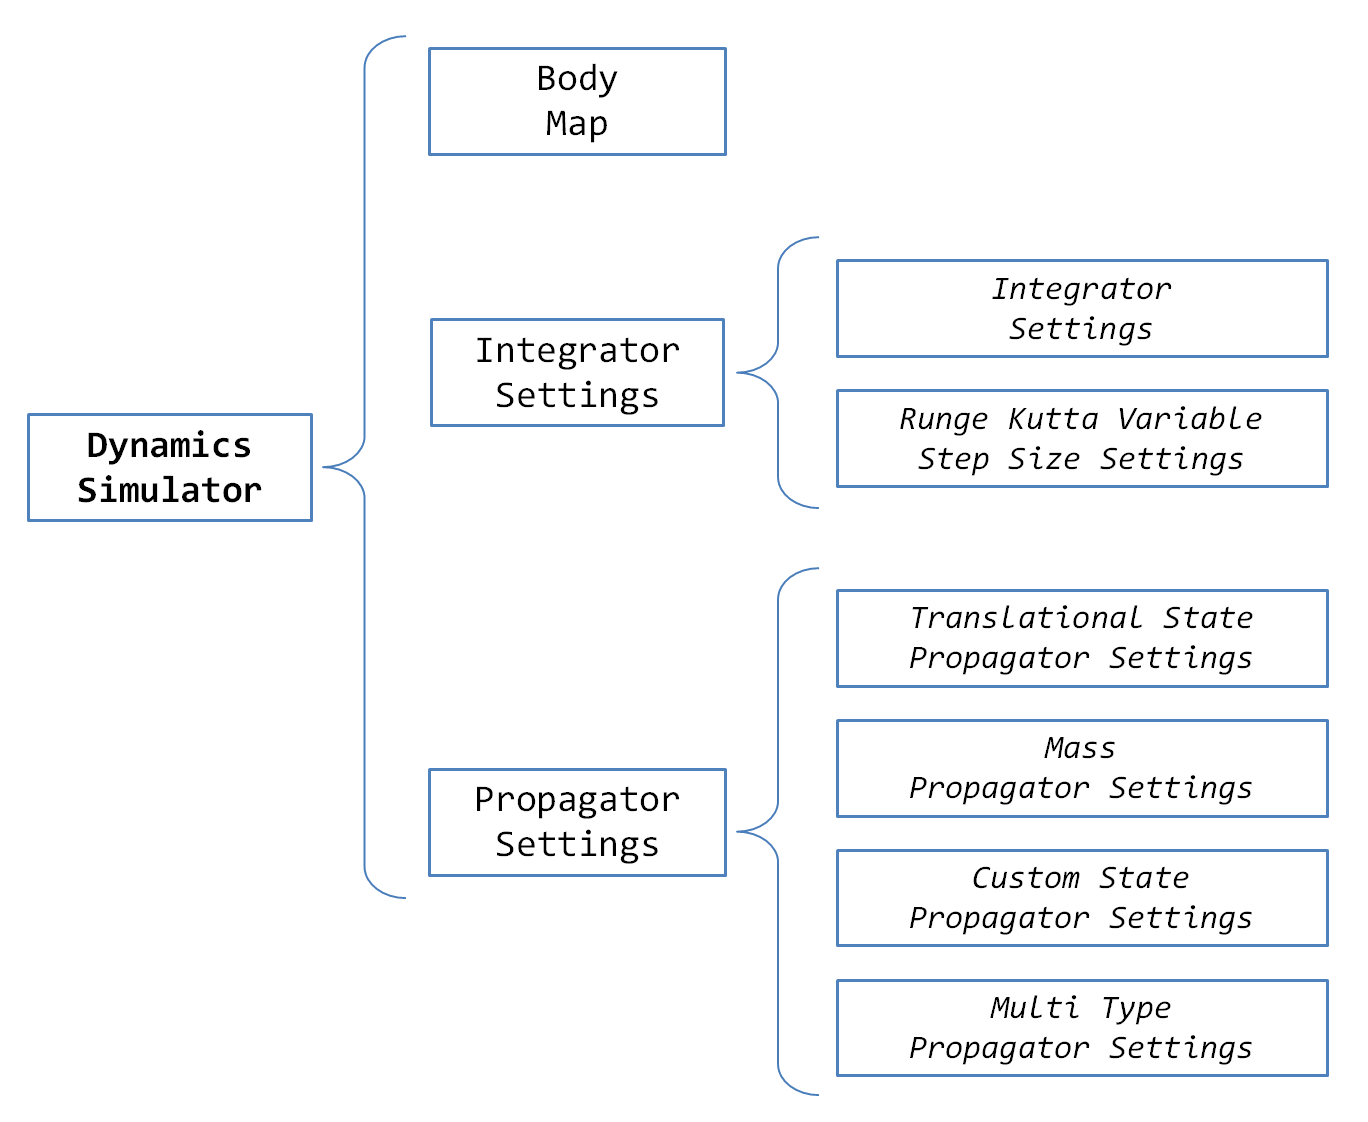 Body
Map
Integrator
Settings
Integrator
Settings
Runge Kutta Variable
Step Size Settings
Dynamics
Simulator
Translational State
Propagator Settings
Mass
Propagator Settings
Propagator
Settings
Custom State
Propagator Settings
Multi Type
Propagator Settings